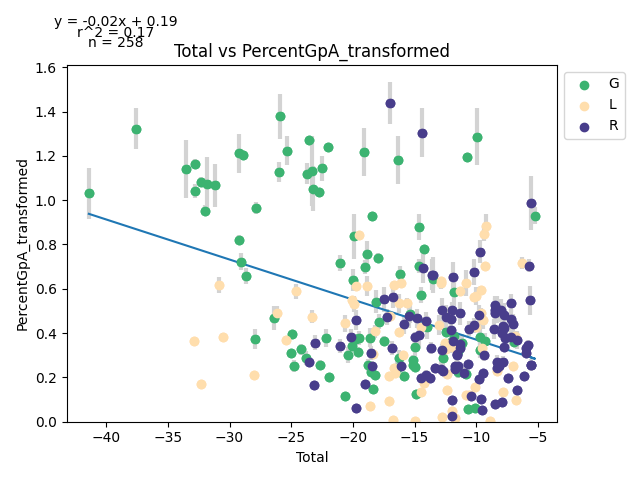 y = -0.02x + 0.19
r^2 = 0.17
n = 258
Total vs PercentGpA_transformed
1.6
1.4
1.2
1.0
0.8
0.6
0.4
0.2
0.0
PercentGpA_transformed
−40
−35
−30
−25
−20
−15
−10
−5
Total
G
L
R